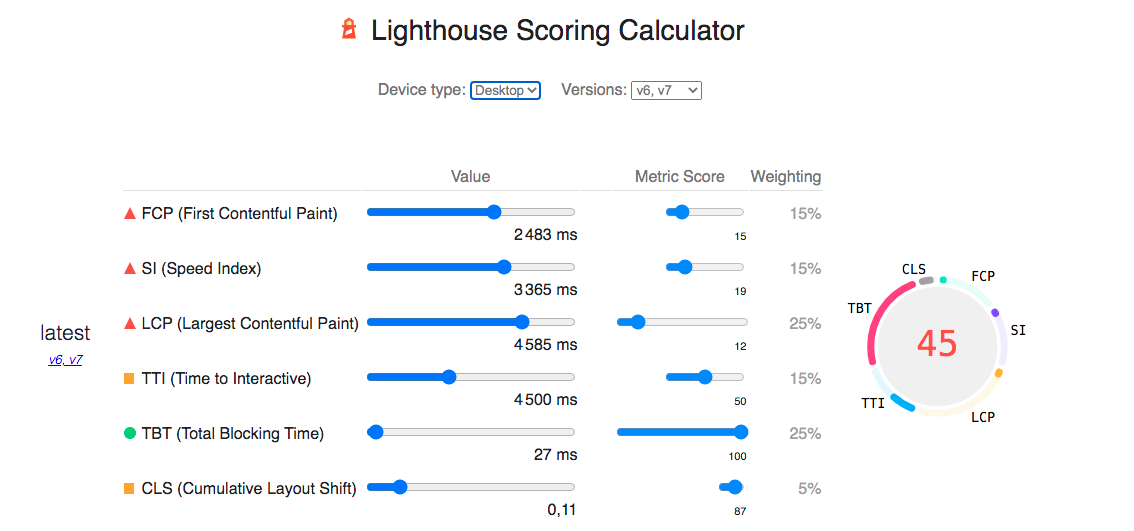 Lighthouse Scoring Calculator
Device type: Desktop Versions: v6, v7
Value Metric Score Weighting
FCP (First Contentful Paint) 15%
2 483 ms 15
SI (Speed Index) 15%
3 365 ms 19
LCP (Largest Contentful Paint) 25%
4 585 ms 12
TTI (Time to Interactive) 15%
4 500 ms 50
TBT (Total Blocking Time) 25%
27 ms 100
CLS (Cumulative Layout Shift) 5%
0,11 87
latest
v6, v7
CLS
FCP
TBT
SI
45
TTI
LCP